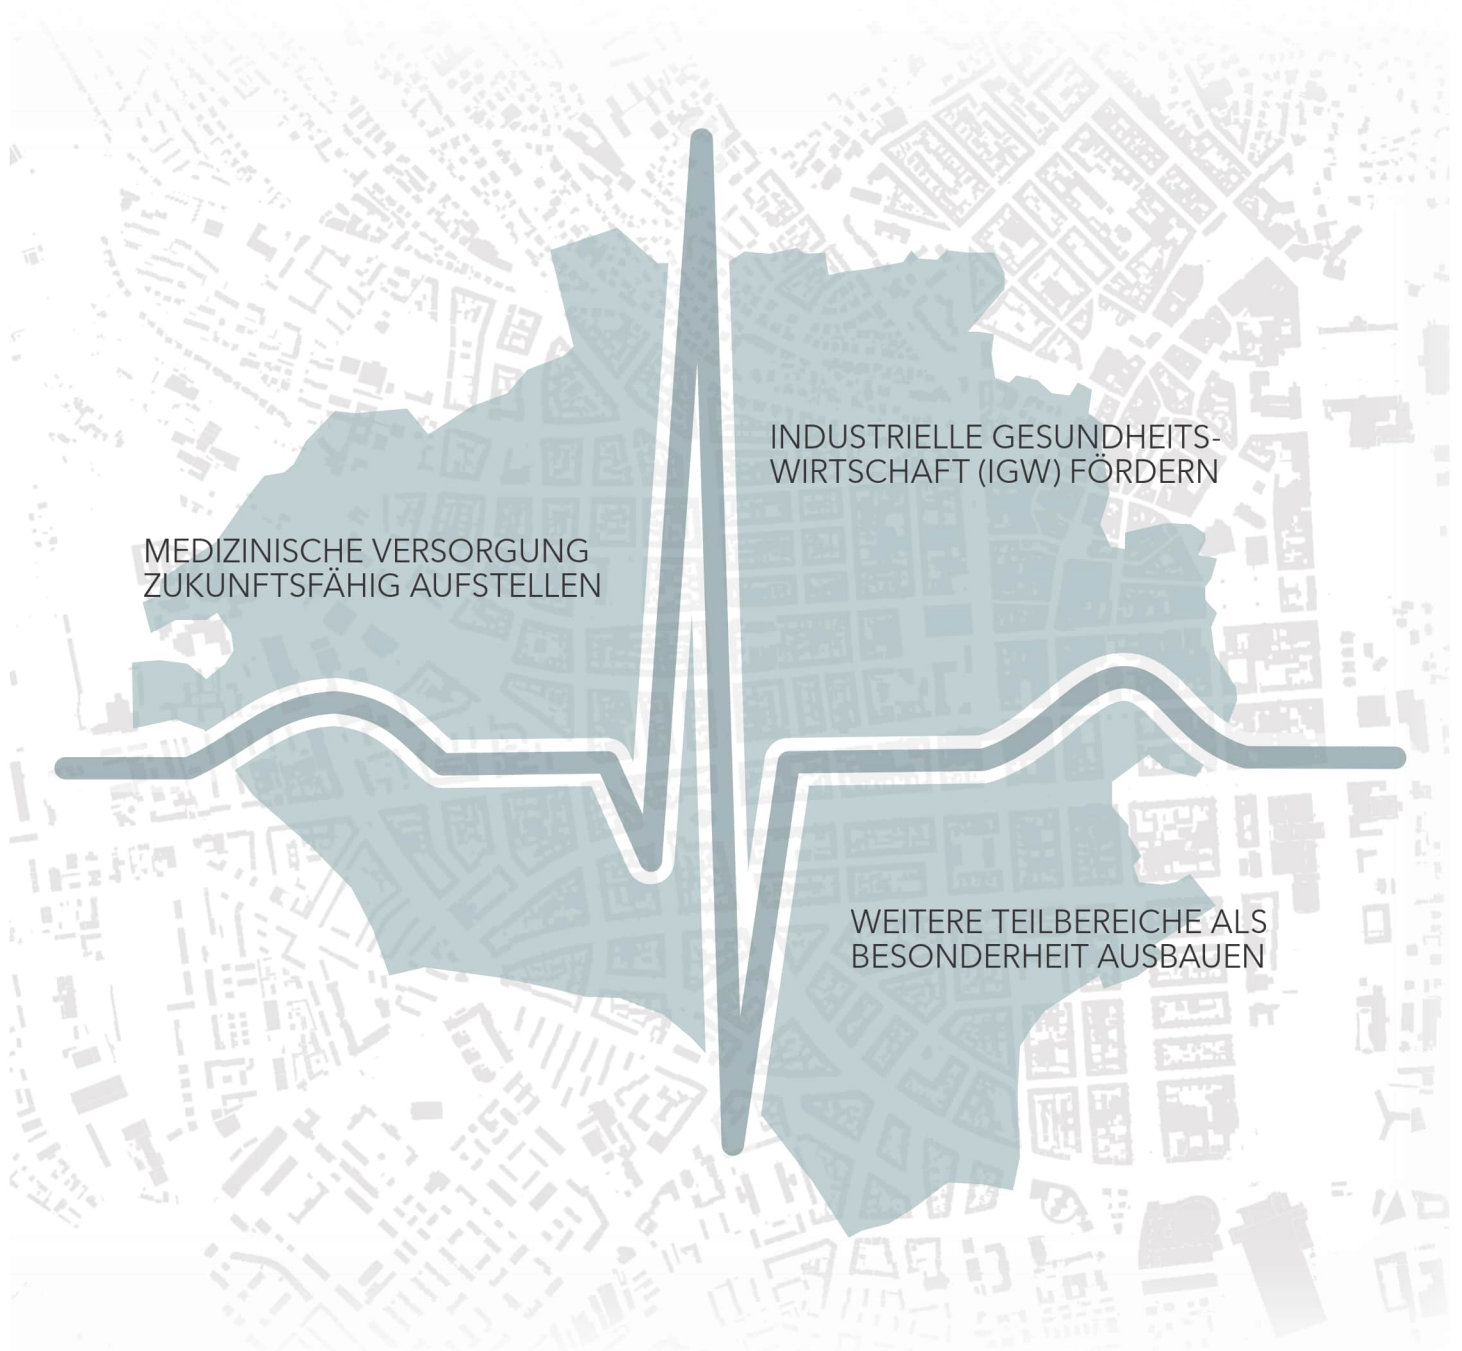 INDUSTRIELLE GESUNDHEITS-
WIRTSCHAFT (IGW) FÖRDERN
MEDIZINISCHE VERSORGUNG
ZUKUNFTSFÄHIG AUFSTELLEN
WEITERE TEILBEREICHE ALS
BESONDERHEIT AUSBAUEN